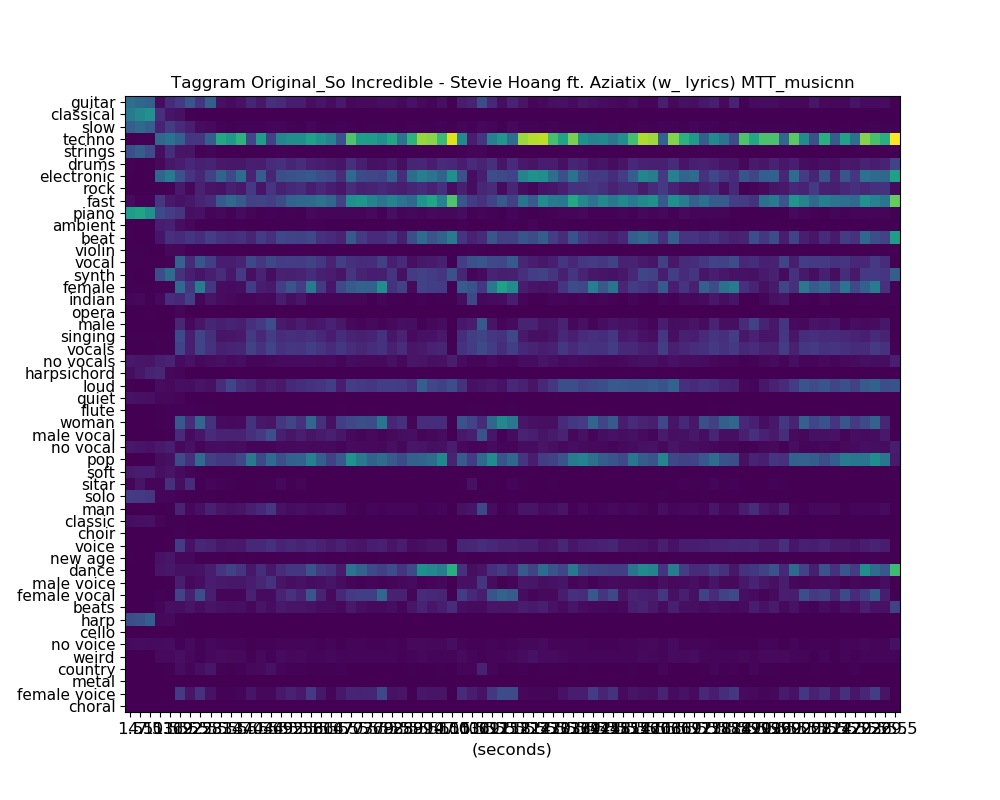 Taggram Original_So Incredible - Stevie Hoang ft. Aziatix (w_ lyrics) MTT_musicnn
guitar
classical
slow
techno
strings
drums
electronic
rock
fast
piano
ambient
beat
violin
vocal
synth
female
indian
opera
male
singing
vocals
no vocals
harpsichord
loud
quiet
flute
woman
male vocal
no vocal
pop
soft
sitar
solo
man
classic
choir
voice
new age
dance
male voice
female vocal
beats
harp
cello
no voice
weird
country
metal
female voice
choral
(seconds)